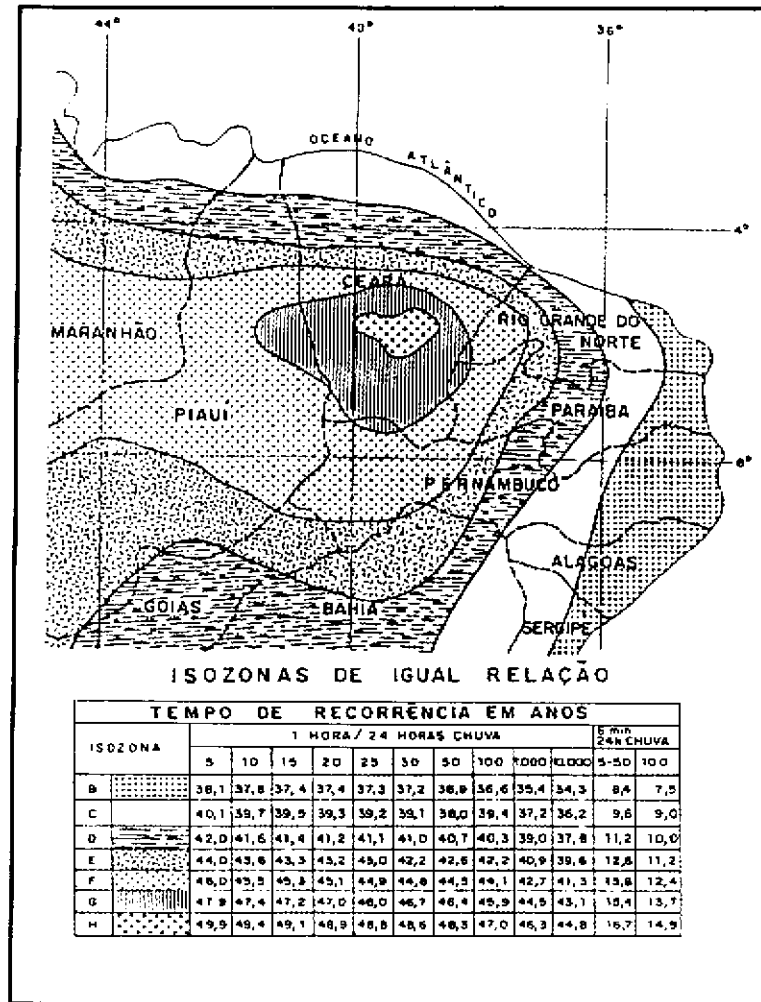 44º 40º 36º
OCEANO ATLÂNTICO
4º
CEARÁ
RIO GRANDE DO NORTE
MARANHÃO
PARAIBA
PIAUÍ
8º
PERNAMBUCO
ALAGOAS
GOIÁS BAHIA
SERGIPE
ISOZONAS DE IGUAL RELAÇÃO
TEMPO DE RECORRÊNCIA EM ANOS
ISOZONA 1 HORA / 24 HORAS CHUVA 6 min 24h CHUVA
5 10 15 20 25 30 50 100 1000 10.000 5-50 100
B 38,1 37,8 37,4 37,4 37,3 37,2 36,9 36,6 35,4 34,3 8,4 7,5
C 40,1 39,7 39,5 39,3 39,2 39,1 38,0 38,4 37,2 36,2 9,6 9,0
D 42,0 41,6 41,4 41,2 41,1 41,0 40,7 40,3 39,0 37,8 11,2 10,0
E 44,0 43,6 43,3 43,2 43,0 42,2 42,6 42,2 40,9 39,6 12,6 11,2
F 46,0 45,5 45,3 45,1 44,9 44,8 44,5 44,1 42,7 41,3 13,8 12,4
G 47,9 47,4 47,2 47,0 46,0 46,7 46,4 45,9 44,5 43,1 15,4 13,7
H 49,9 49,4 49,1 48,9 48,8 48,6 48,3 47,0 46,3 44,8 16,7 14,9